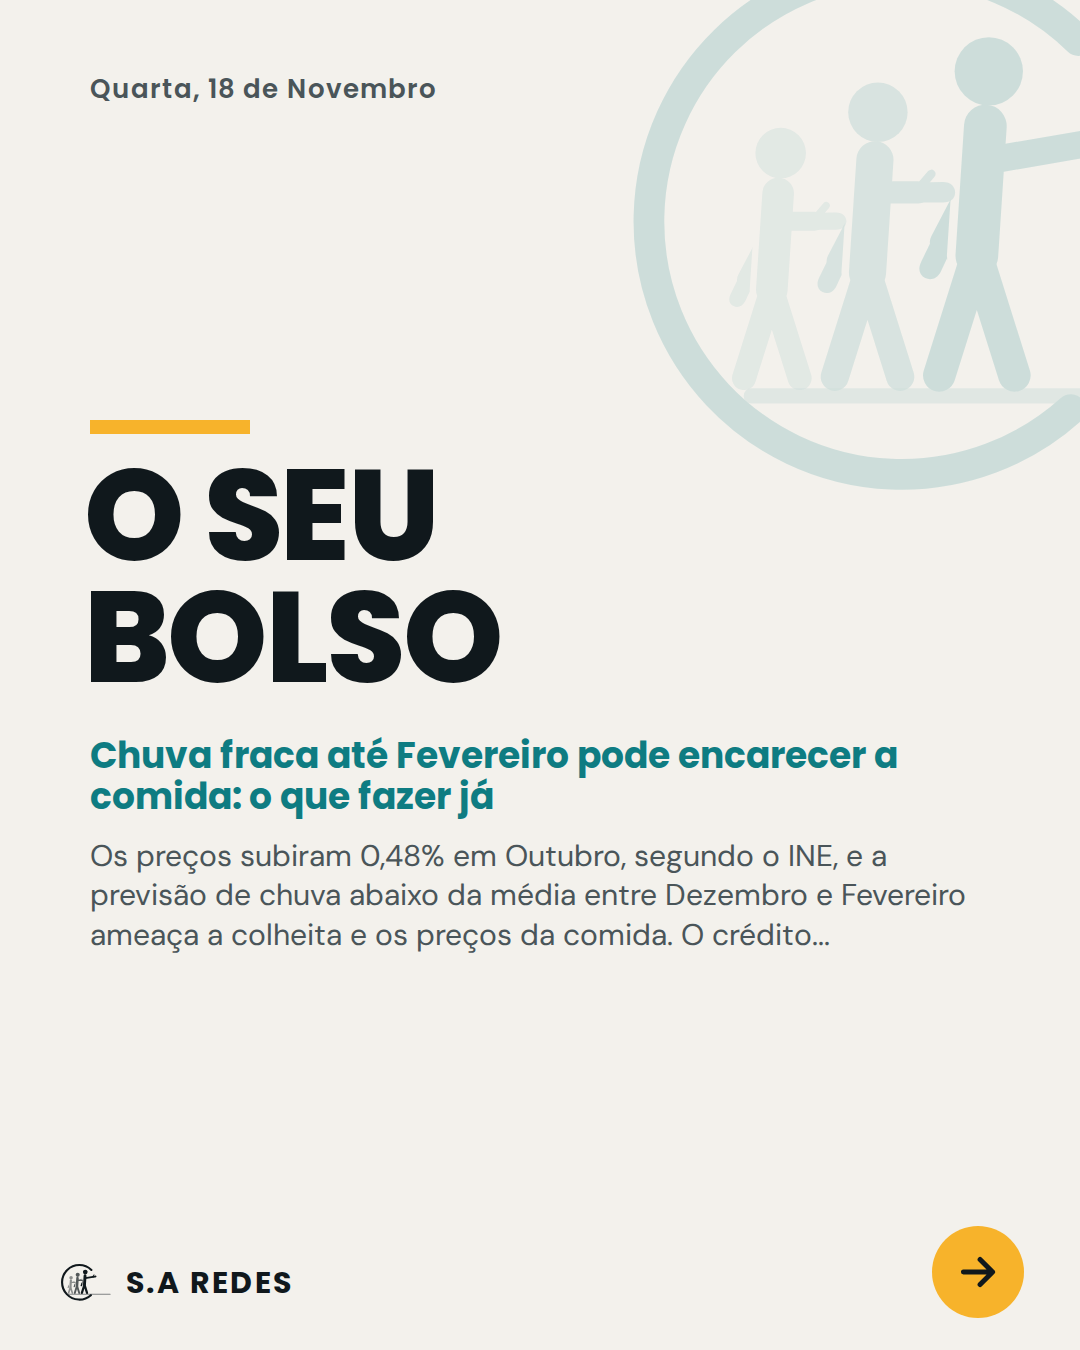 Quarta, 18 de Novembro
O SEU
BOLSO
Chuva fraca até Fevereiro pode encarecer a
comida: o que fazer já
Os preços subiram 0,48% em Outubro, segundo o INE, e a
previsão de chuva abaixo da média entre Dezembro e Fevereiro
ameaça a colheita e os preços da comida. O crédito...
S.A REDES